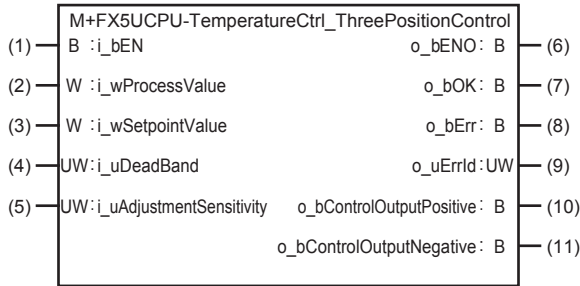 M+FX5UCPU-TemperatureCtrl_ThreePositionControl
(1) B :i_bEN o_bENO: B (6)
(2) W :i_wProcessValue o_bOK: B (7)
(3) W :i_wSetpointValue o_bErr: B (8)
(4) UW:i_uDeadBand o_uErrId:UW (9)
(5) UW:i_uAdjustmentSensitivity o_bControlOutputPositive: B (10)
o_bControlOutputNegative: B (11)